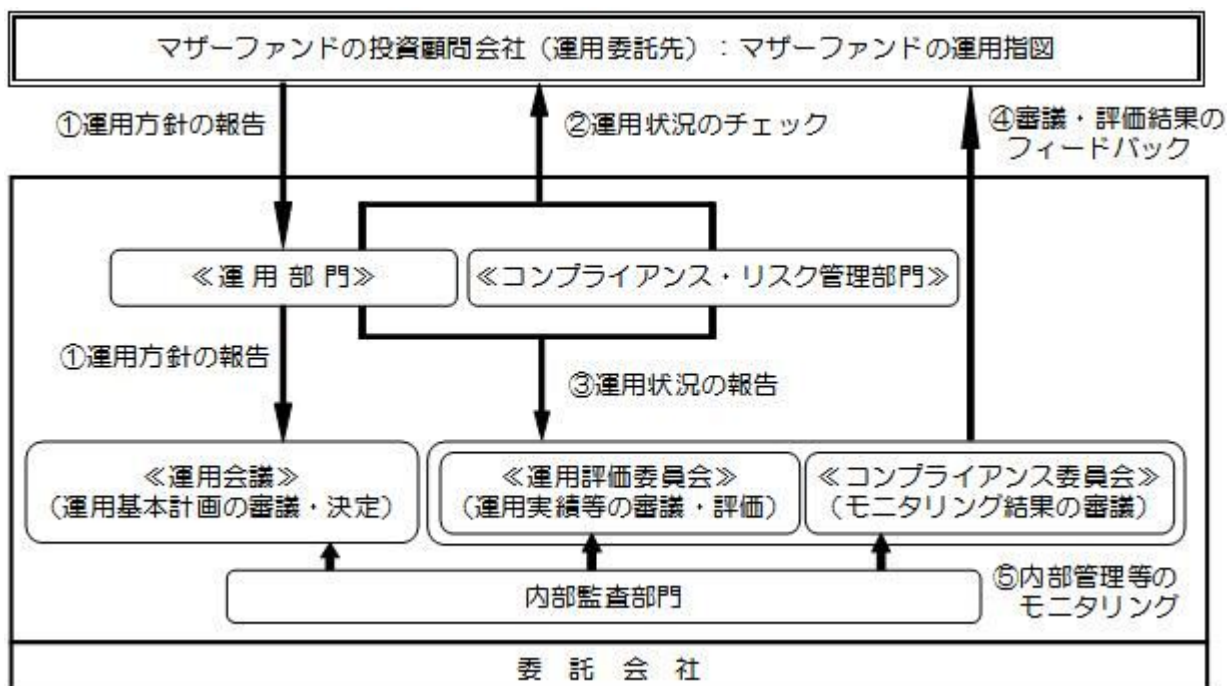 マザーファンドの投資顧問会社（運用委託先）：マザーファンドの運用指図
①運用方針の報告
②運用状況のチェック
④審議・評価結果の
フィードバック
≪運 用 部 門≫
≪コンプライアンス・リスク管理部門≫
①運用方針の報告
③運用状況の報告
≪運用会議≫
（運用基本計画の審議・決定）
≪運用評価委員会≫
（運用実績等の審議・評価）
≪コンプライアンス委員会≫
（モニタリング結果の審議）
内部監査部門
⑤内部管理等の
モニタリング
委 託 会 社